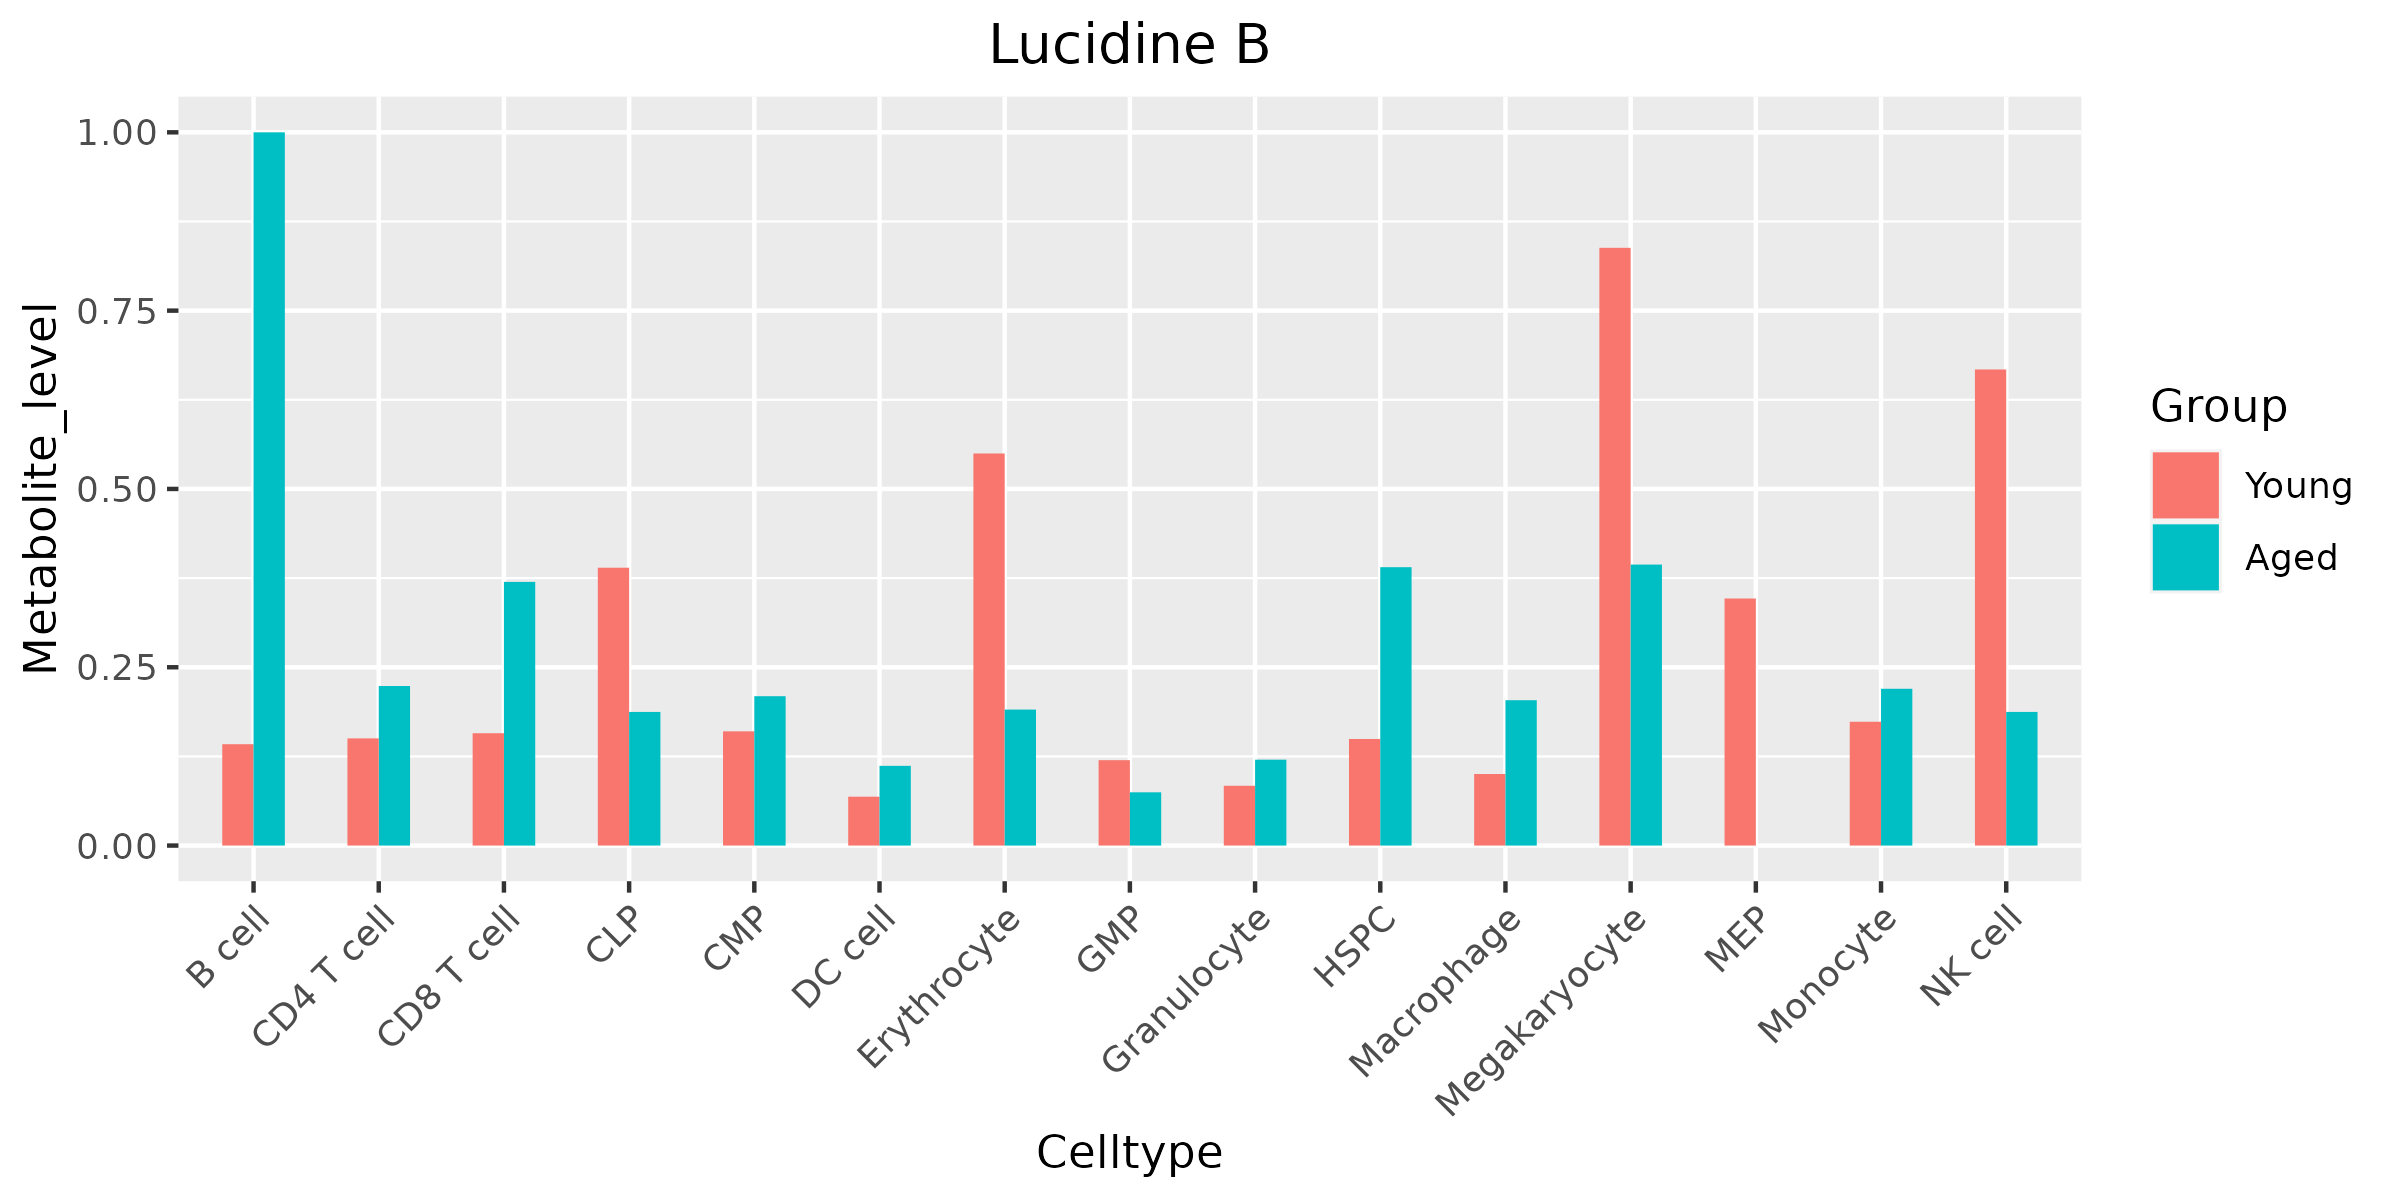 Lucidine B
Metabolite_level
1.00
0.75
0.50
0.25
0.00
B cell
CD4 T cell
CD8 T cell
CLP
CMP
DC cell
Erythrocyte
GMP
Granulocyte
HSPC
Macrophage
Megakaryocyte
MEP
Monocyte
NK cell
Celltype
Group
Young
Aged